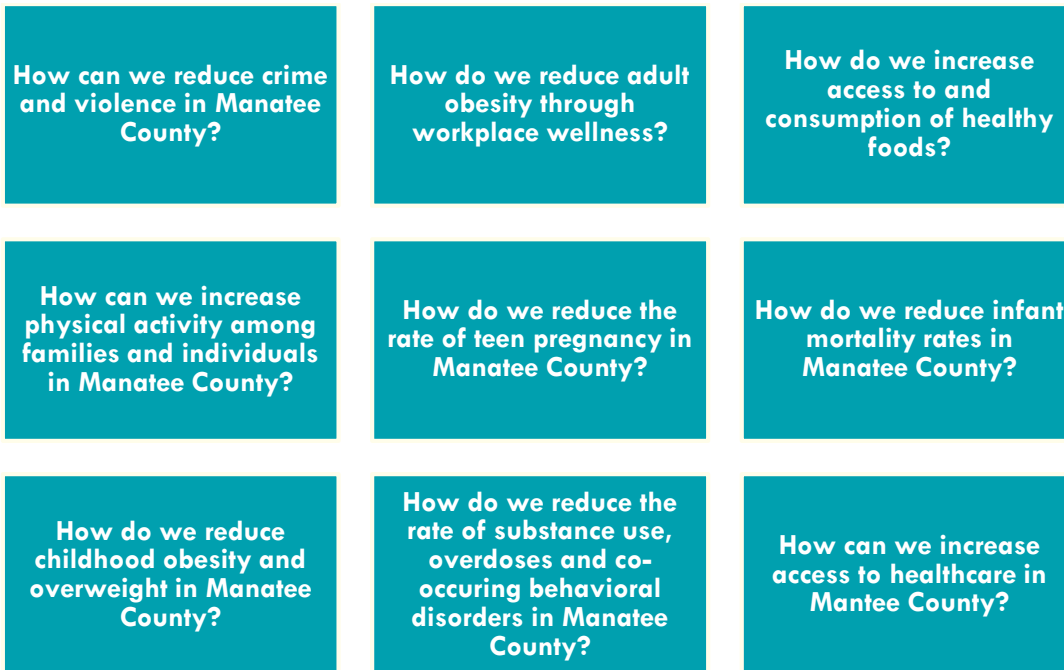 How can we reduce crime
and violence in Manatee
County?
How do we reduce adult
obesity through
workplace wellness?
How do we increase
access to and
consumption of healthy
foods?
How can we increase
physical activity among
families and individuals
in Manatee County?
How do we reduce the
rate of teen pregnancy in
Manatee County?
How do we reduce infant
mortality rates in
Manatee County?
How do we reduce
childhood obesity and
overweight in Manatee
County?
How do we reduce the
rate of substance use,
overdoses and co-
occuring behavioral
disorders in Manatee
County?
How can we increase
access to healthcare in
Mantee County?